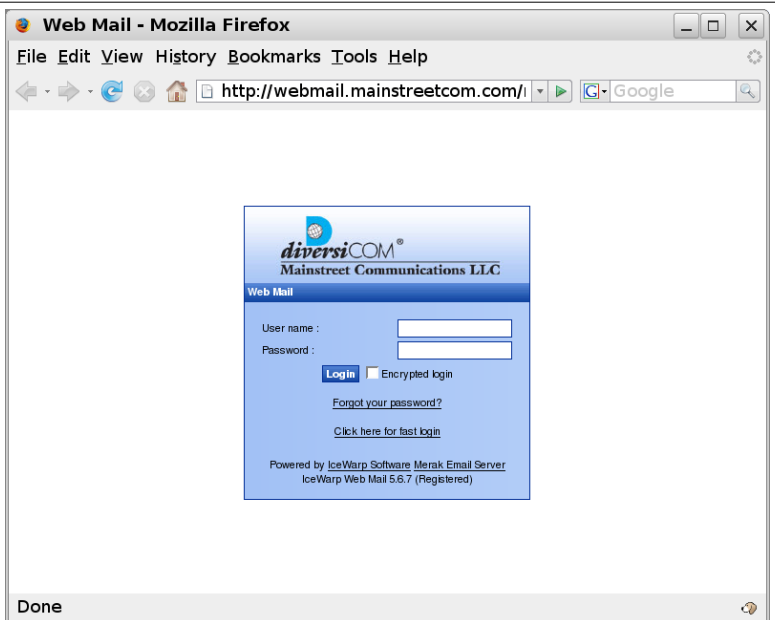 Web Mail - Mozilla Firefox
File Edit View History Bookmarks Tools Help
http://webmail.mainstreetcom.com/ G Google
diversiCOM®
Mainstreet Communications LLC
Web Mail
User name :
Password :
Login Encrypted login
Forgot your password?
Click here for fast login
Powered by IceWarp Software Merak Email Server
IceWarp Web Mail 5.6.7 (Registered)
Done